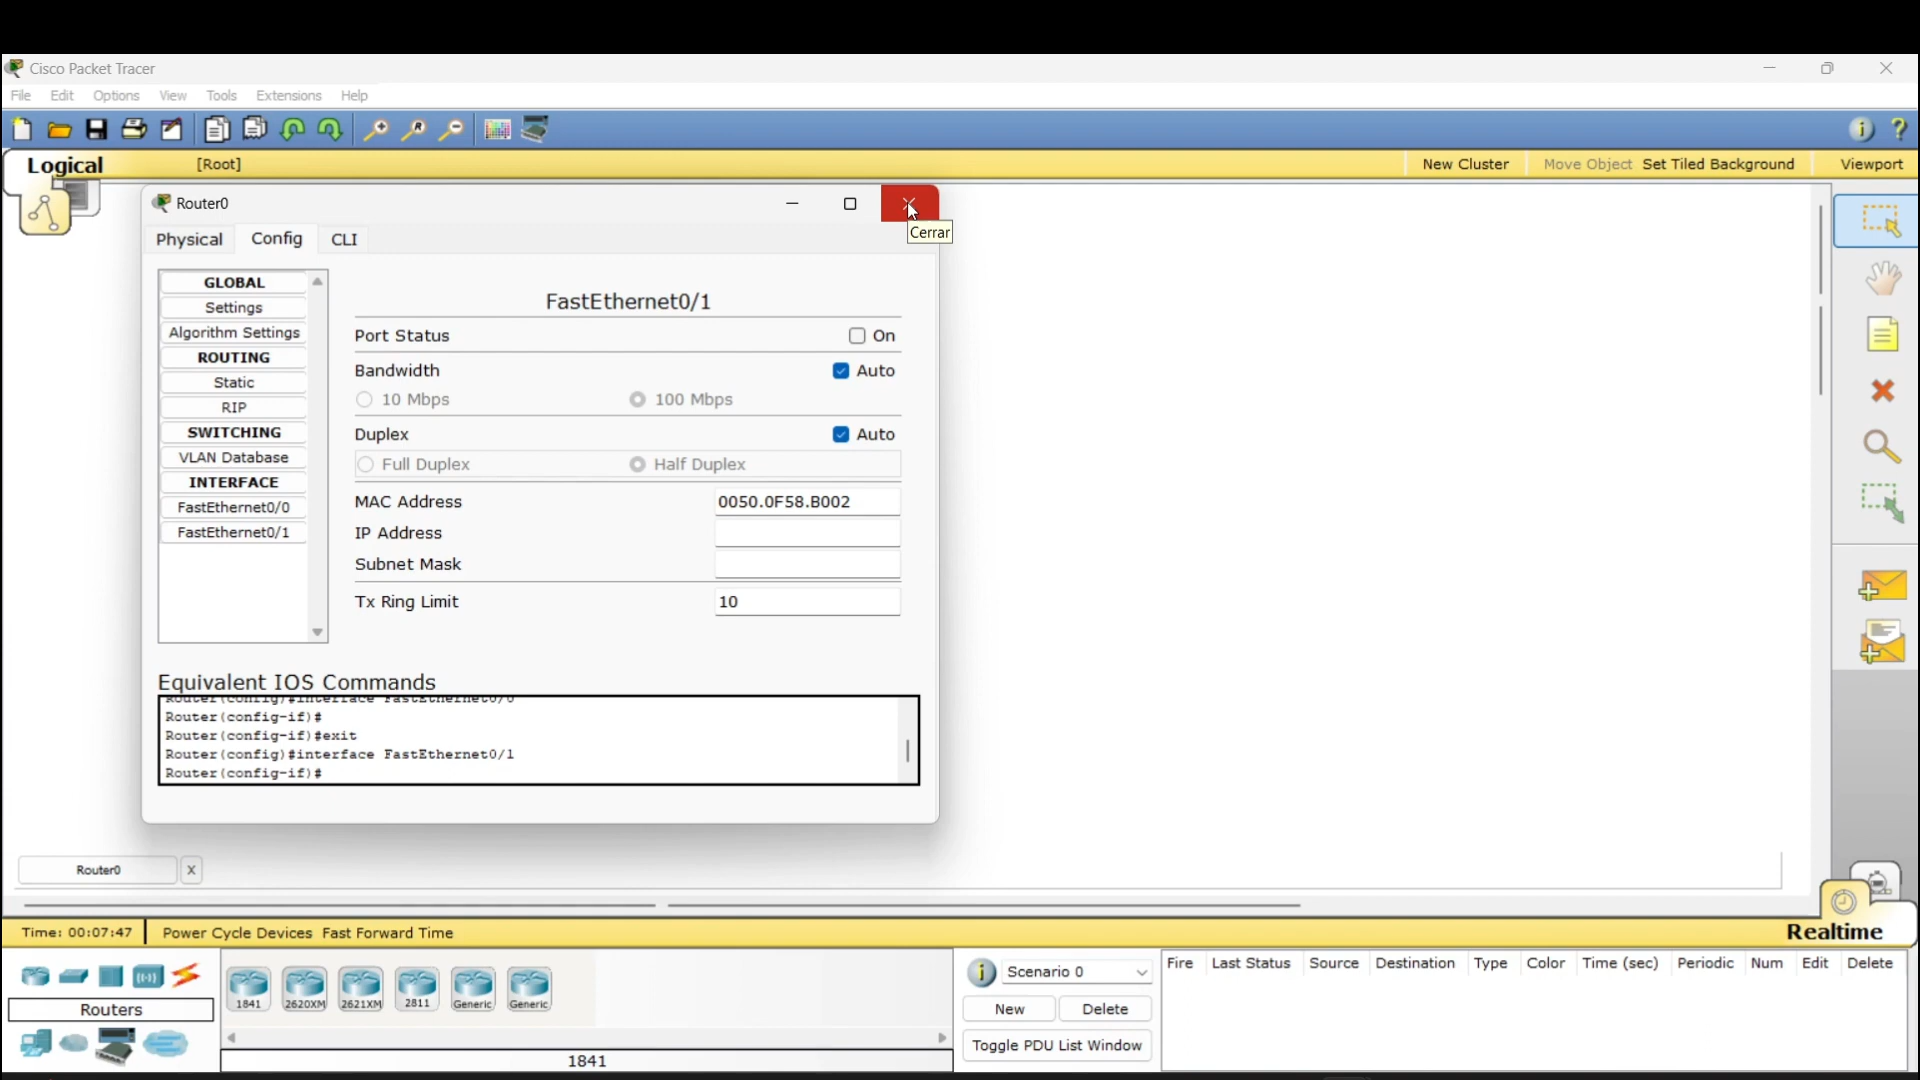 Cisco Packet Tracer
File Edit Options View Tools Extensions Help
Logical [Root] New Cluster Move Object Set Tiled Background Viewport
Router0
Cerrar
Physical Config CLI
GLOBAL
Settings
Algorithm Settings
ROUTING
Static
RIP
SWITCHING
VLAN Database
INTERFACE
FastEthernet0/0
FastEthernet0/1
FastEthernet0/1
Port Status On
Bandwidth Auto
10 Mbps 100 Mbps
Duplex Auto
Full Duplex Half Duplex
MAC Address 0050.0F58.B002
IP Address
Subnet Mask
Tx Ring Limit 10
Equivalent IOS Commands
Router(config)#interface FastEthernet0/0
Router(config-if)#
Router(config-if)#exit
Router(config)#interface FastEthernet0/1
Router(config-if)#
Router0 X
Time: 00:07:47 Power Cycle Devices Fast Forward Time Realtime
Routers
1841 2620XM 2621XM 2811 Generic Generic
1841
Scenario 0
New Delete
Toggle PDU List Window
Fire Last Status Source Destination Type Color Time (sec) Periodic Num Edit Delete